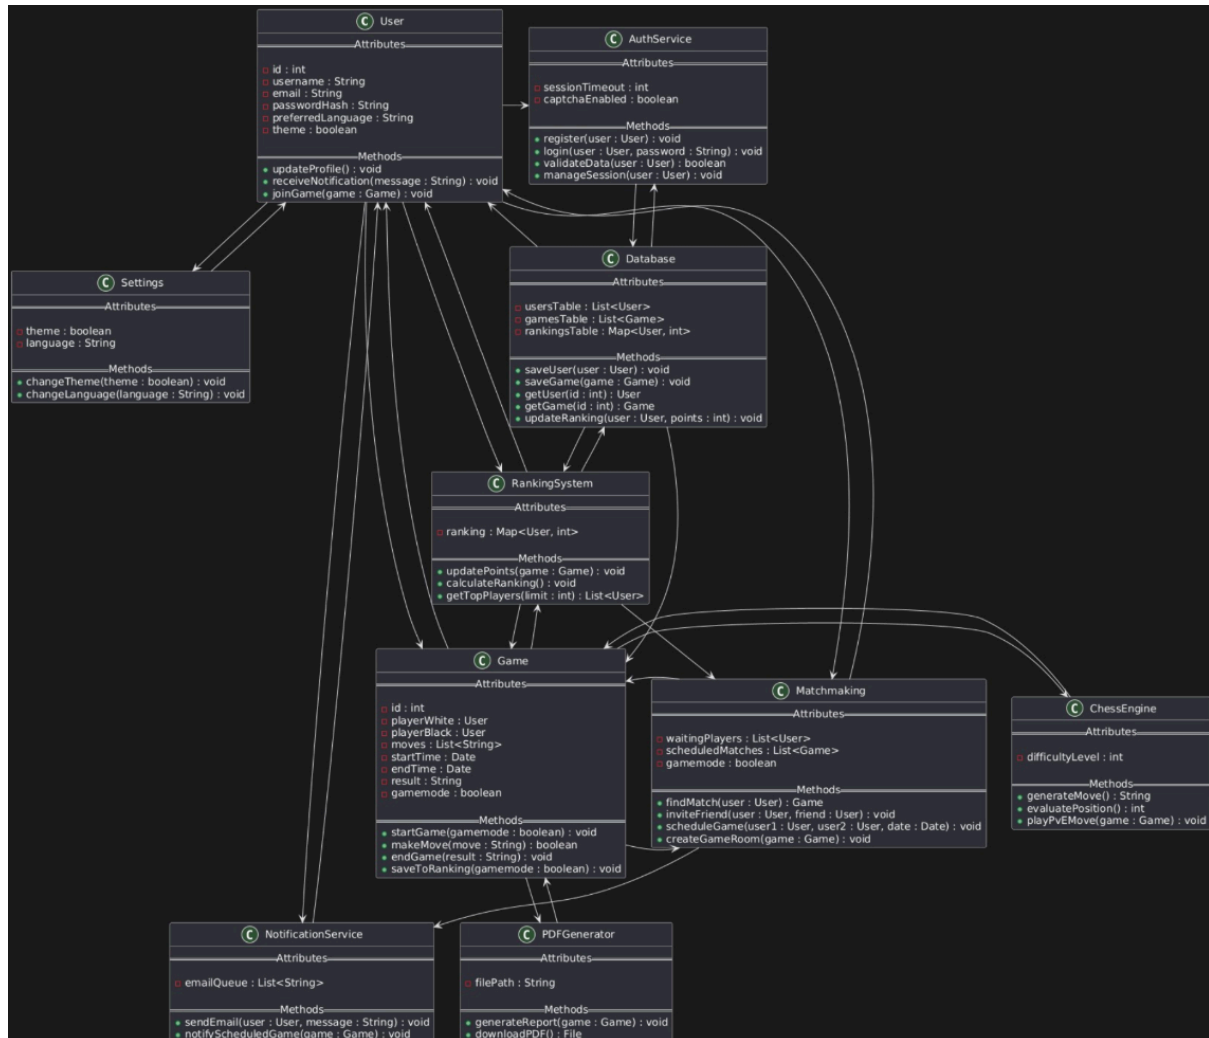 C User
Attributes
id : int
username : String
email : String
passwordHash : String
preferredLanguage : String
theme : boolean
Methods
updateProfile() : void
receiveNotification(message : String) : void
joinGame(game : Game) : void
C AuthService
Attributes
sessionTimeout : int
captchaEnabled : boolean
Methods
register(user : User) : void
login(user : User, password : String) : void
validateData(user : User) : boolean
manageSession(user : User) : void
C Settings
Attributes
theme : boolean
language : String
Methods
changeTheme(theme : boolean) : void
changeLanguage(language : String) : void
C Database
Attributes
usersTable : List<User>
gamesTable : List<Game>
rankingsTable : Map<User, int>
Methods
saveUser(user : User) : void
saveGame(game : Game) : void
getUser(id : int) : User
getGame(id : int) : Game
updateRanking(user : User, points : int) : void
C RankingSystem
Attributes
ranking : Map<User, int>
Methods
updatePoints(game : Game) : void
calculateRanking() : void
getTopPlayers(limit : int) : List<User>
C Game
Attributes
id : int
playerWhite : User
playerBlack : User
moves : List<String>
startTime : Date
endTime : Date
result : String
gamemode : boolean
Methods
startGame(gamemode : boolean) : void
makeMove(move : String) : boolean
endGame(result : String) : void
saveToRanking(gamemode : boolean) : void
C Matchmaking
Attributes
waitingPlayers : List<User>
scheduledMatches : List<Game>
gamemode : boolean
Methods
findMatch(user : User) : Game
inviteFriend(user : User, friend : User) : void
scheduleGame(user1 : User, user2 : User, date : Date) : void
createGameRoom(game : Game) : void
C ChessEngine
Attributes
difficultyLevel : int
Methods
generateMove() : String
evaluatePosition() : int
playPvEMove(game : Game) : void
C NotificationService
Attributes
emailQueue : List<String>
Methods
sendEmail(user : User, message : String) : void
notifyScheduledGame(game : Game) : void
C PDFGenerator
Attributes
filePath : String
Methods
generateReport(game : Game) : void
downloadPDF() : File